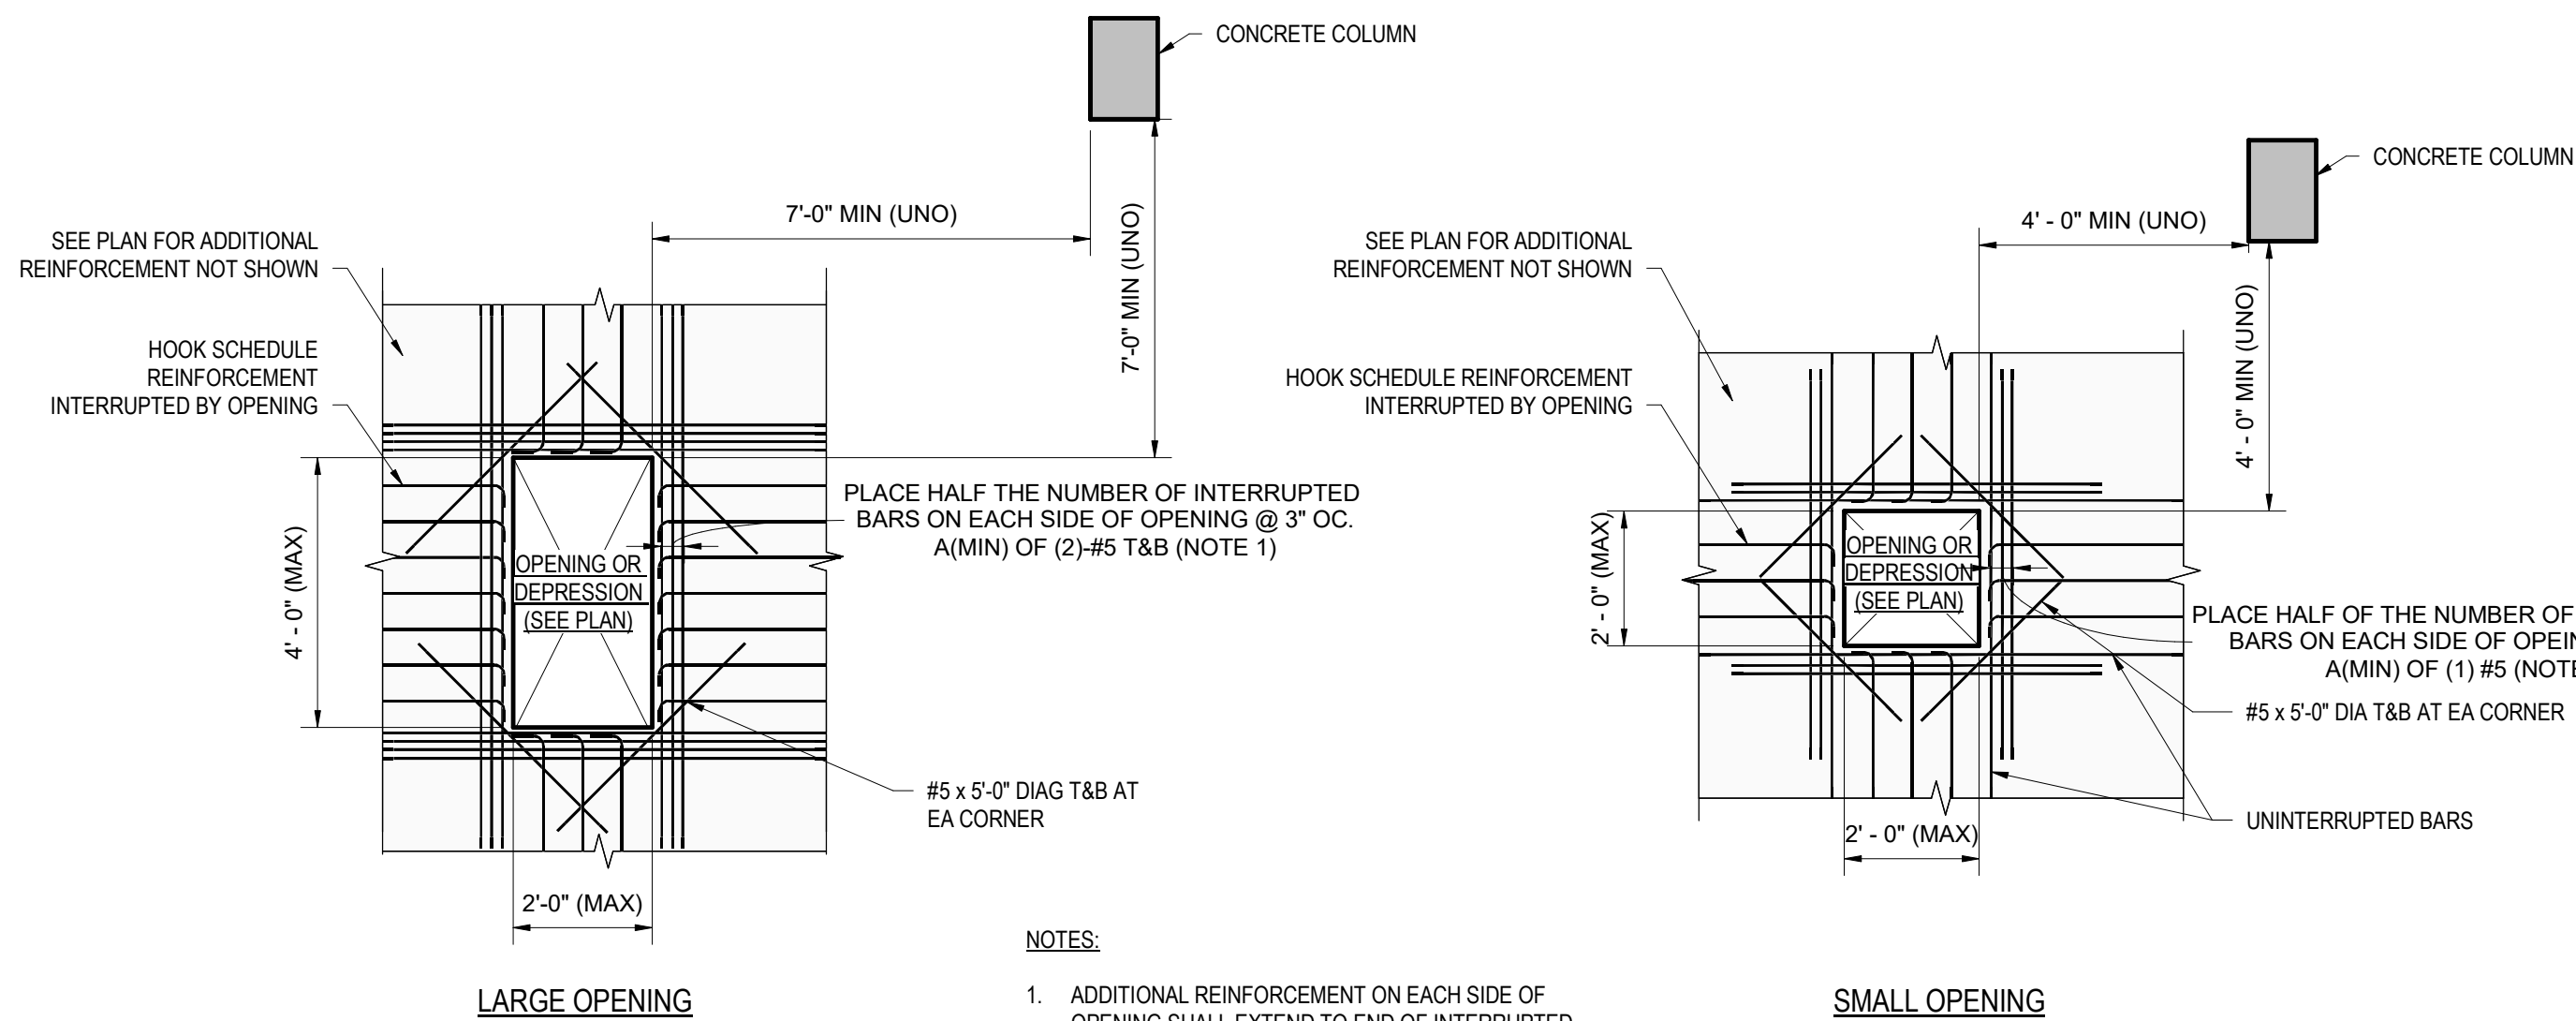 CONCRETE COLUMN
7'-0" MIN (UNO)
7'-0" MIN (UNO)
SEE PLAN FOR ADDITIONAL
REINFORCEMENT NOT SHOWN
HOOK SCHEDULE
REINFORCEMENT
INTERRUPTED BY OPENING
4' - 0" (MAX)
OPENING OR
DEPRESSION
(SEE PLAN)
PLACE HALF THE NUMBER OF INTERRUPTED
BARS ON EACH SIDE OF OPENING @ 3" OC.
A(MIN) OF (2)-#5 T&B (NOTE 1)
#5 x 5'-0" DIAG T&B AT
EA CORNER
2'-0" (MAX)
LARGE OPENING
NOTES:
1. ADDITIONAL REINFORCEMENT ON EACH SIDE OF
OPENING SHALL EXTEND TO END OF INTERRUPTED
CONCRETE COLUMN
4' - 0" MIN (UNO)
4' - 0" MIN (UNO)
SEE PLAN FOR ADDITIONAL
REINFORCEMENT NOT SHOWN
HOOK SCHEDULE REINFORCEMENT
INTERRUPTED BY OPENING
2' - 0" (MAX)
OPENING OR
DEPRESSION
(SEE PLAN)
PLACE HALF OF THE NUMBER OF
BARS ON EACH SIDE OF OPEIN
A(MIN) OF (1) #5 (NOTE
#5 x 5'-0" DIA T&B AT EA CORNER
UNINTERRUPTED BARS
2' - 0" (MAX)
SMALL OPENING